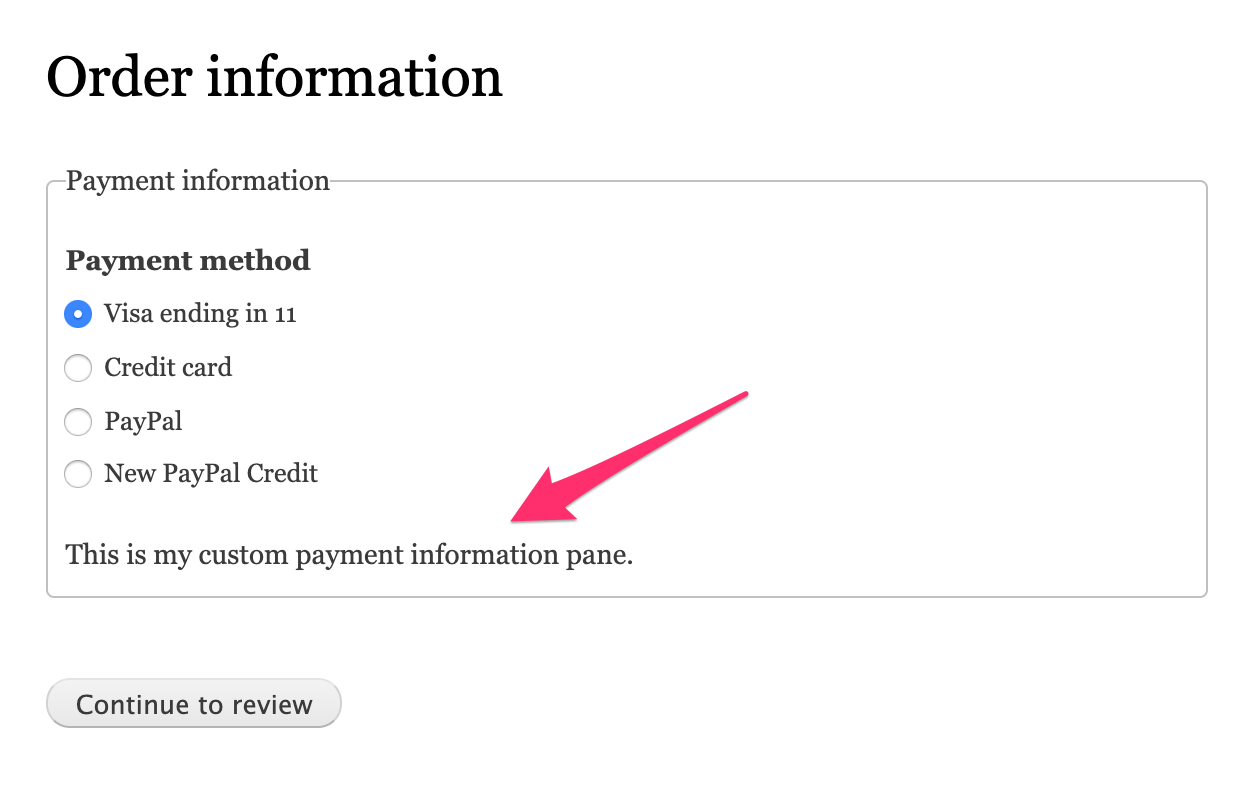 Order information
Payment information
Payment method
Visa ending in 11
Credit card
PayPal
New PayPal Credit
This is my custom payment information pane.
Continue to review